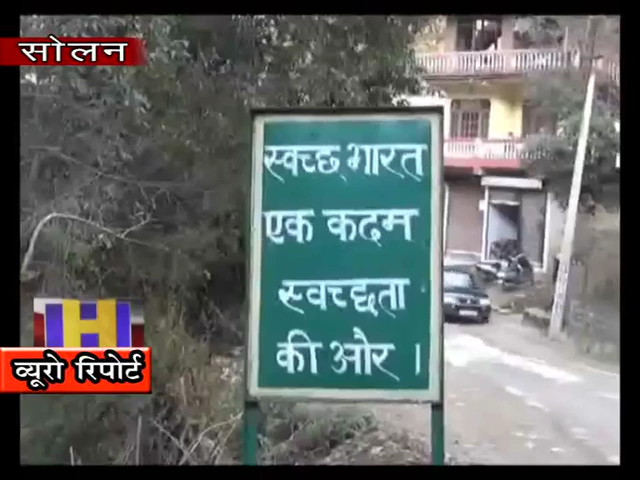 सोलन
स्वच्छ भारत
एक कदम
स्वच्छता
की ओर ।
H
ब्यूरो रिपोर्ट